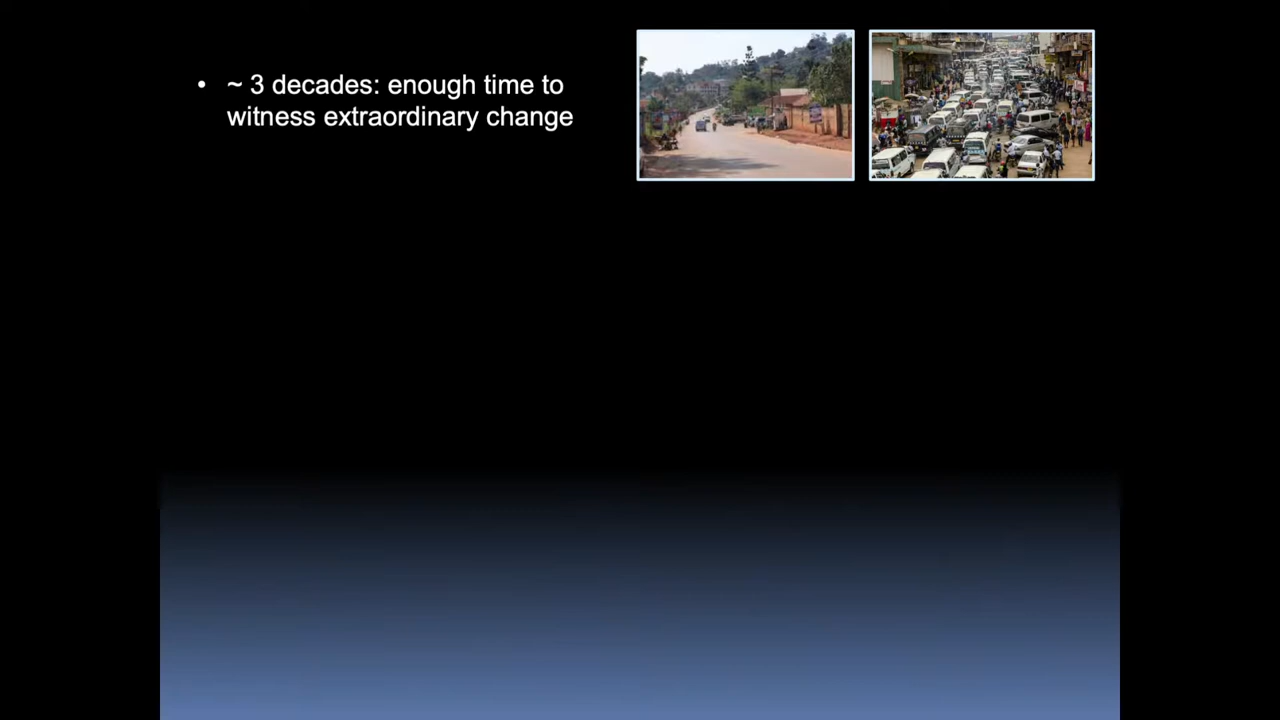 • ~ 3 decades: enough time to
witness extraordinary change